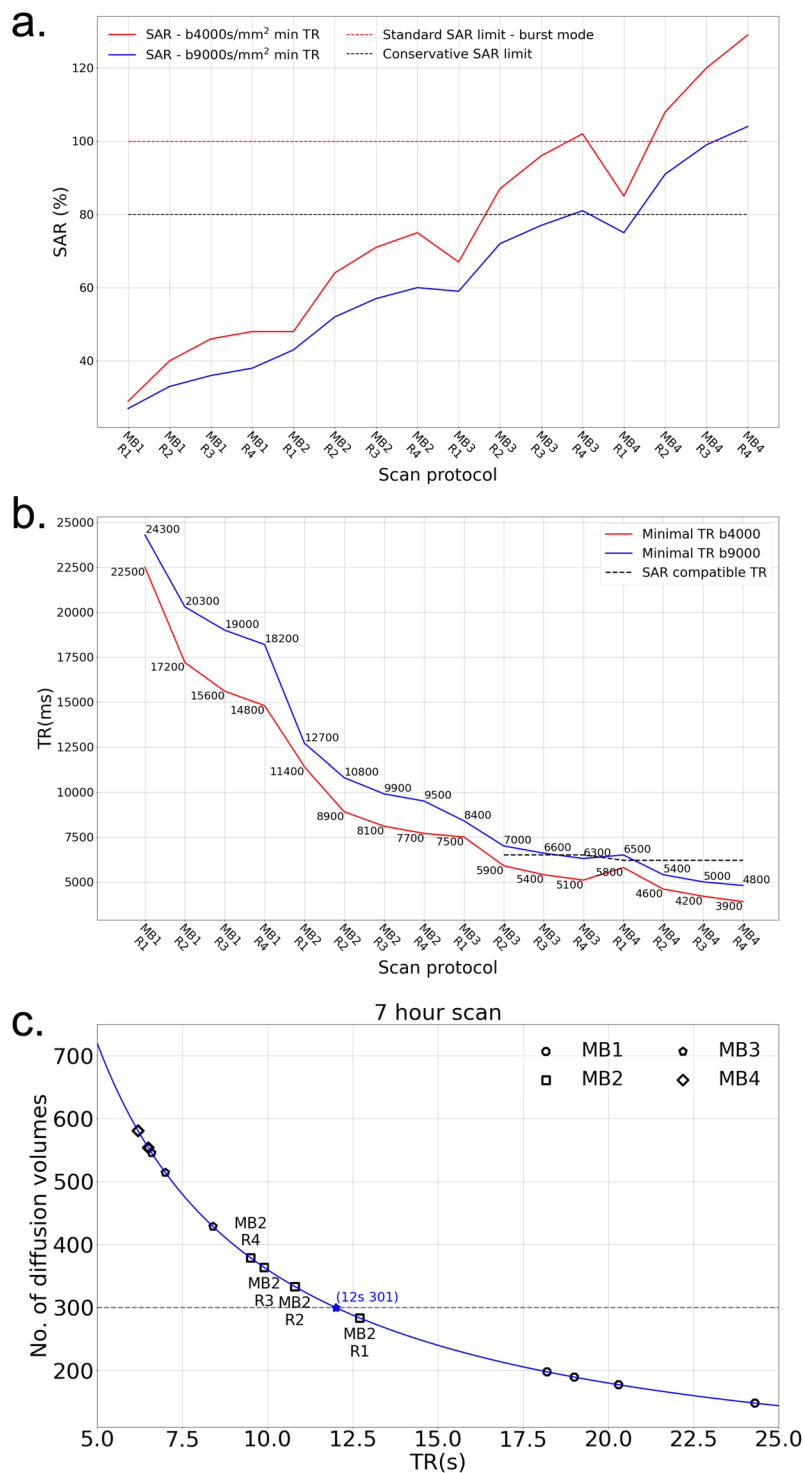 a.
SAR - b4000s/mm² min TR
SAR - b9000s/mm² min TR
Standard SAR limit - burst mode
Conservative SAR limit
120
100
80
60
40
SAR (%)
MB1 R1
MB1 R2
MB1 R3
MB1 R4
MB2 R1
MB2 R2
MB2 R3
MB2 R4
MB3 R1
MB3 R2
MB3 R3
MB3 R4
MB4 R1
MB4 R2
MB4 R3
MB4 R4
Scan protocol
b.
Minimal TR b4000
Minimal TR b9000
SAR compatible TR
25000
22500
20000
17500
15000
12500
10000
7500
5000
TR(ms)
24300
20300
19000
18200
12700
10800
9900
9500
8400
7000
6600
6300
6500
5400
5000
4800
22500
17200
15600
14800
11400
8900
8100
7700
7500
5900
5400
5100
5800
4600
4200
3900
MB1 R1
MB1 R2
MB1 R3
MB1 R4
MB2 R1
MB2 R2
MB2 R3
MB2 R4
MB3 R1
MB3 R2
MB3 R3
MB3 R4
MB4 R1
MB4 R2
MB4 R3
MB4 R4
Scan protocol
c.
7 hour scan
MB1
MB2
MB3
MB4
700
600
500
400
300
200
No. of diffusion volumes
MB2
R4
MB2
R3
MB2
R2
(12s 301)
MB2
R1
5.0 7.5 10.0 12.5 15.0 17.5 20.0 22.5 25.0
TR(s)